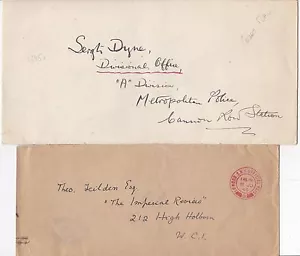 Sergt Dyne,
Divisional Office
"A" Division,
Metropolitan Police
Cannon Row Station
Theo. Feilden Esq.
"The Imperial Review"
212 High Holborn
W.C.1.